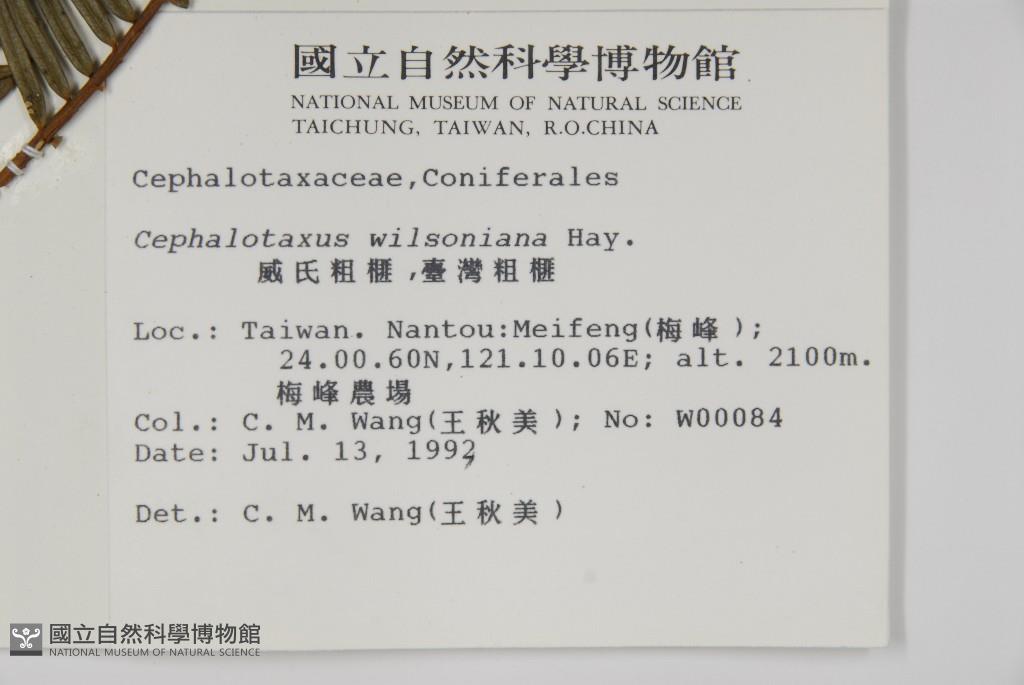 國立自然科學博物館
NATIONAL MUSEUM OF NATURAL SCIENCE
TAICHUNG, TAIWAN, R.O.CHINA
Cephalotaxaceae,Coniferales
Cephalotaxus wilsoniana Hay.
威氏粗榧,臺灣粗榧
Loc.: Taiwan. Nantou:Meifeng(梅峰);
24.00.60N,121.10.06E; alt. 2100m.
梅峰農場
Col.: C. M. Wang(王秋美); No: W00084
Date: Jul. 13, 1992
Det.: C. M. Wang(王秋美)
國立自然科學博物館
NATIONAL MUSEUM OF NATURAL SCIENCE